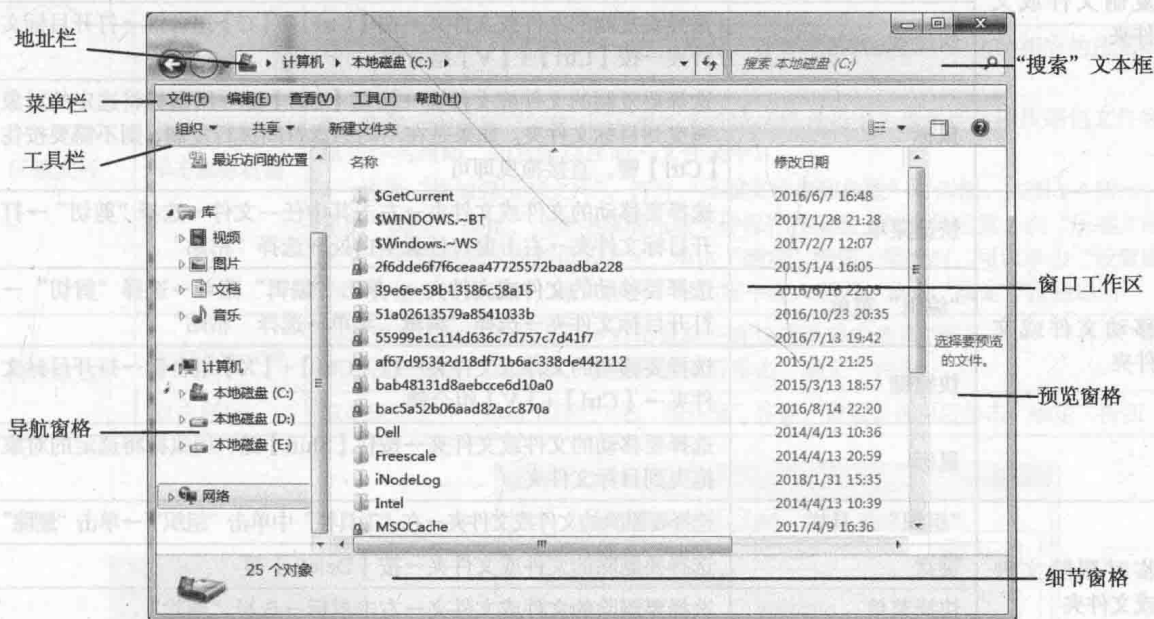 地址栏
计算机 ▸ 本地磁盘 (C:)
搜索 本地磁盘 (C:)
“搜索”文本框
菜单栏
文件(F) 编辑(E) 查看(V) 工具(T) 帮助(H)
工具栏
组织 共享 新建文件夹
最近访问的位置
库
视频
图片
文档
音乐
计算机
本地磁盘 (C:)
本地磁盘 (D:)
本地磁盘 (E:)
网络
导航窗格
名称 修改日期
$GetCurrent 2016/6/7 16:48
$WINDOWS.~BT 2017/1/28 21:28
$Windows.~WS 2017/2/7 12:07
2f6dde6f7f6ceaa47725572baadba228 2015/1/4 16:05
39e6ee58b13586c58a15 2016/6/16 22:05
51a02613579a8541033b 2016/10/23 20:35
55999e1c114d636c7d757c7d41f7 2016/7/13 19:42
af67d95342d18df71b6ac338de442112 2015/1/2 21:25
bab48131d8aebcce6d10a0 2015/3/13 18:57
bac5a52b06aad82acc870a 2016/8/14 22:20
Dell 2014/4/13 10:36
Freescale 2014/4/13 20:59
iNodeLog 2018/1/31 15:35
Intel 2014/4/13 10:39
MSOCache 2017/4/9 16:36
窗口工作区
选择要预览
的文件。
预览窗格
25 个对象
细节窗格